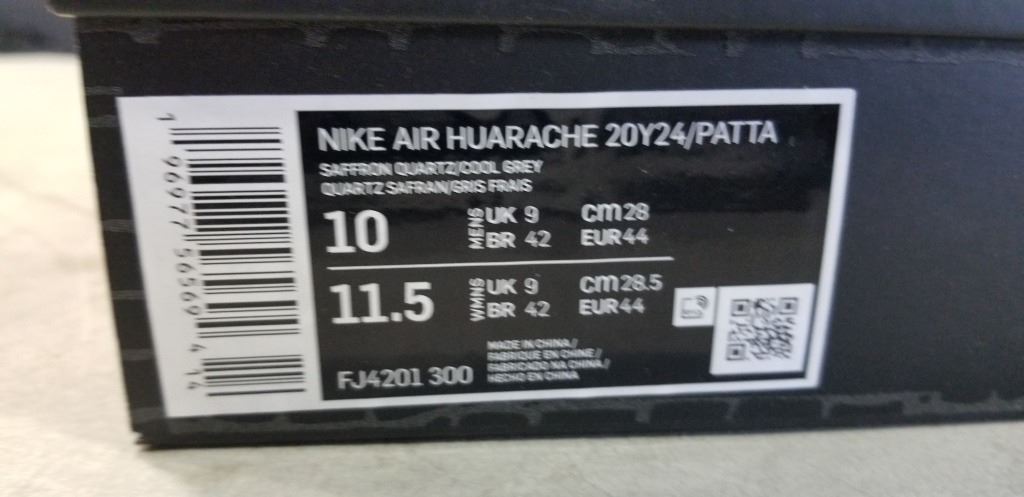 NIKE AIR HUARACHE 20Y24/PATTA
SAFFRON QUARTZ/COOL GREY
QUARTZ SAFRAN/GRIS FRAIS
10 MENS UK 9 cm 28
BR 42 EUR 44
11.5 WMNS UK 9 cm 28.5
BR 42 EUR 44
FJ4201 300
MADE IN CHINA /
FABRIQUE EN CHINE /
FABRICADO NA CHINA /
HECHO EN CHINA